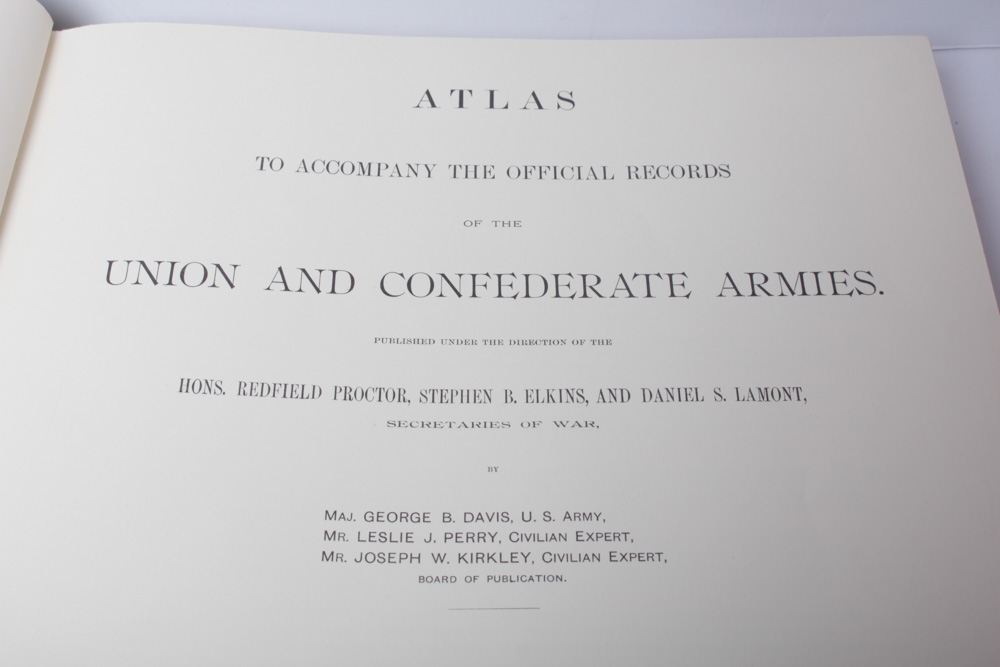 ATLAS
TO ACCOMPANY THE OFFICIAL RECORDS
OF THE
UNION AND CONFEDERATE ARMIES.
PUBLISHED UNDER THE DIRECTION OF THE
HONS. REDFIELD PROCTOR, STEPHEN B. ELKINS, AND DANIEL S. LAMONT,
SECRETARIES OF WAR,
BY
MAJ. GEORGE B. DAVIS, U. S. ARMY,
MR. LESLIE J. PERRY, CIVILIAN EXPERT,
MR. JOSEPH W. KIRKLEY, CIVILIAN EXPERT,
BOARD OF PUBLICATION.